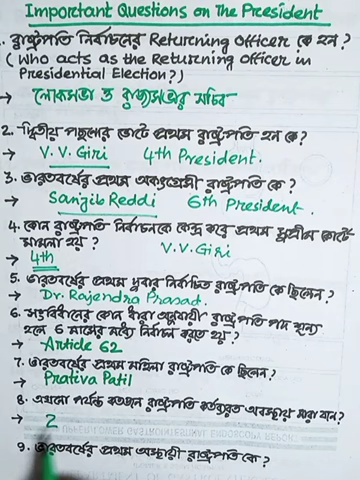 Important Questions on The President
1. রাষ্ট্রপতি নির্বাচনের Returning Officer কে হন?
(Who acts as the Returning officer in
Presidential Election?)
→ লোকসভা ও রাজ্যসভার সচিব
2. দ্বিতীয় পছন্দের ভোটে প্রথম রাষ্ট্রপতি হন কে?
→ V. V. Giri 4th President.
3. ভারতবর্ষের প্রথম অকংগ্রেসী রাষ্ট্রপতি কে?
→ Sanjib Reddi 6th President.
4. কোন রাষ্ট্রপতি নির্বাচনকে কেন্দ্র করে প্রথম সুপ্রীম কোর্টে
মামলা হয়? V. V. Giri
→ 4th
5. ভারতবর্ষের প্রথম দুবার নির্বাচিত রাষ্ট্রপতি কে ছিলেন?
→ Dr. Rajendra Prasad.
6. সংবিধানের কোন ধারা অনুযায়ী রাষ্ট্রপতি পদ শূন্য
হলে 6 মাসের মধ্যে নির্বাচন করতে হয়?
→ Article 62
7. ভারতবর্ষের প্রথম মহিলা রাষ্ট্রপতি কে ছিলেন?
→ Prativa Patil
8. এখনো পর্যন্ত কতজন রাষ্ট্রপতি কর্তব্যরত অবস্থায় মারা যান?
→ 2
9. ভারতবর্ষের প্রথম অস্থায়ী রাষ্ট্রপতি কে?